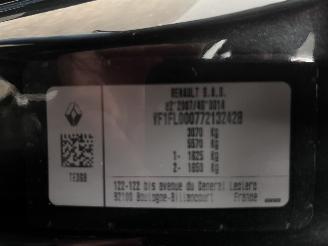 RENAULT S.A.S.
e2*2007/46*0014
VF1FL000772132428
3070 Kg
5570 Kg
1- 1625 Kg
2- 1650 Kg
122-122 bis avenue du General Leclerc
92100 Boulogne-Billancourt France